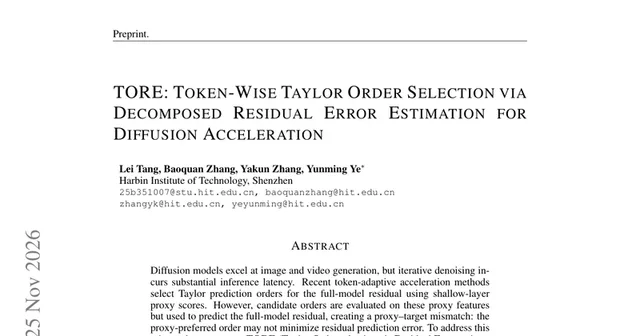 Preprint.
TORE: TOKEN-WISE TAYLOR ORDER SELECTION VIA
DECOMPOSED RESIDUAL ERROR ESTIMATION FOR
DIFFUSION ACCELERATION
Lei Tang, Baoquan Zhang, Yakun Zhang, Yunming Ye*
Harbin Institute of Technology, Shenzhen
25b351007@stu.hit.edu.cn, baoquanzhang@hit.edu.cn
zhangyk@hit.edu.cn, yeyunming@hit.edu.cn
25 Nov 2026
ABSTRACT
Diffusion models excel at image and video generation, but iterative denoising in-
curs substantial inference latency. Recent token-adaptive acceleration methods
select Taylor prediction orders for the full-model residual using shallow-layer
proxy scores. However, candidate orders are evaluated on these proxy features
but used to predict the full-model residual, creating a proxy–target mismatch: the
proxy-preferred order may not minimize residual prediction error. To address this